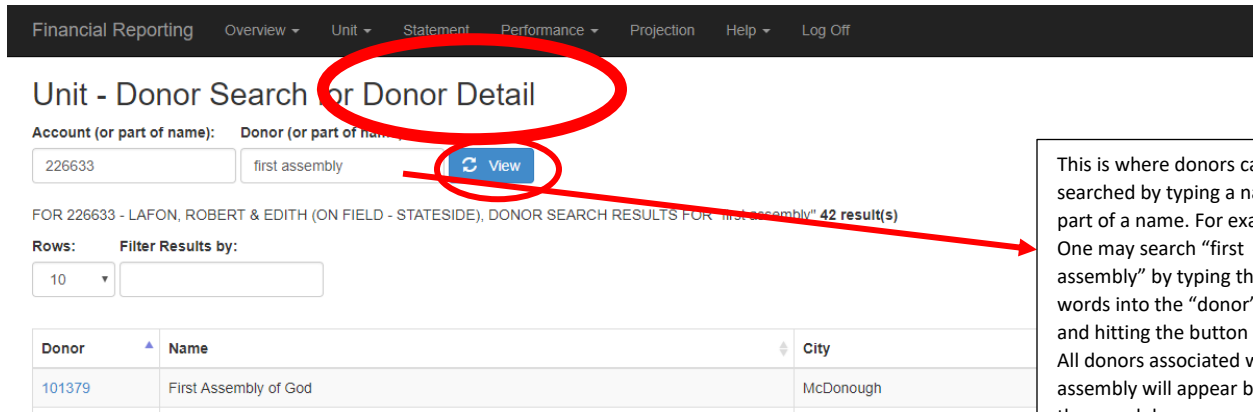 Financial Reporting Overview Unit Statement Performance Projection Help Log Off
Unit - Donor Search for Donor Detail
Account (or part of name): Donor (or part of name)
226633 first assembly View
FOR 226633 - LAFON, ROBERT & EDITH (ON FIELD - STATESIDE), DONOR SEARCH RESULTS FOR "first assembly" 42 result(s)
Rows: Filter Results by:
10
Donor Name City
101379 First Assembly of God McDonough
This is where donors
searched by typing a
part of a name. For
One may search “first
assembly” by typing
words into the “donor”
and hitting the button
All donors associated
assembly will appear